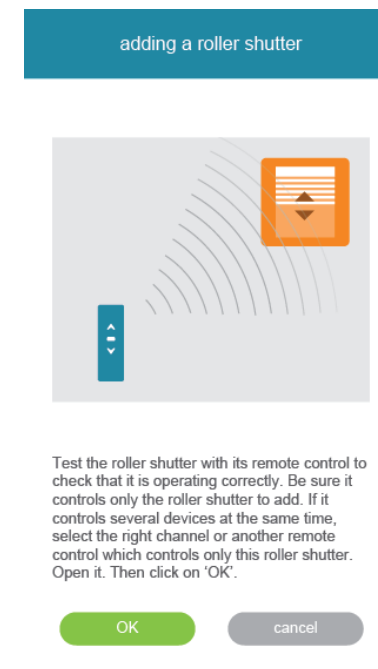 adding a roller shutter
Test the roller shutter with its remote control to
check that it is operating correctly. Be sure it
controls only the roller shutter to add. If it
controls several devices at the same time,
select the right channel or another remote
control which controls only this roller shutter.
Open it. Then click on ‘OK’.
OK
cancel